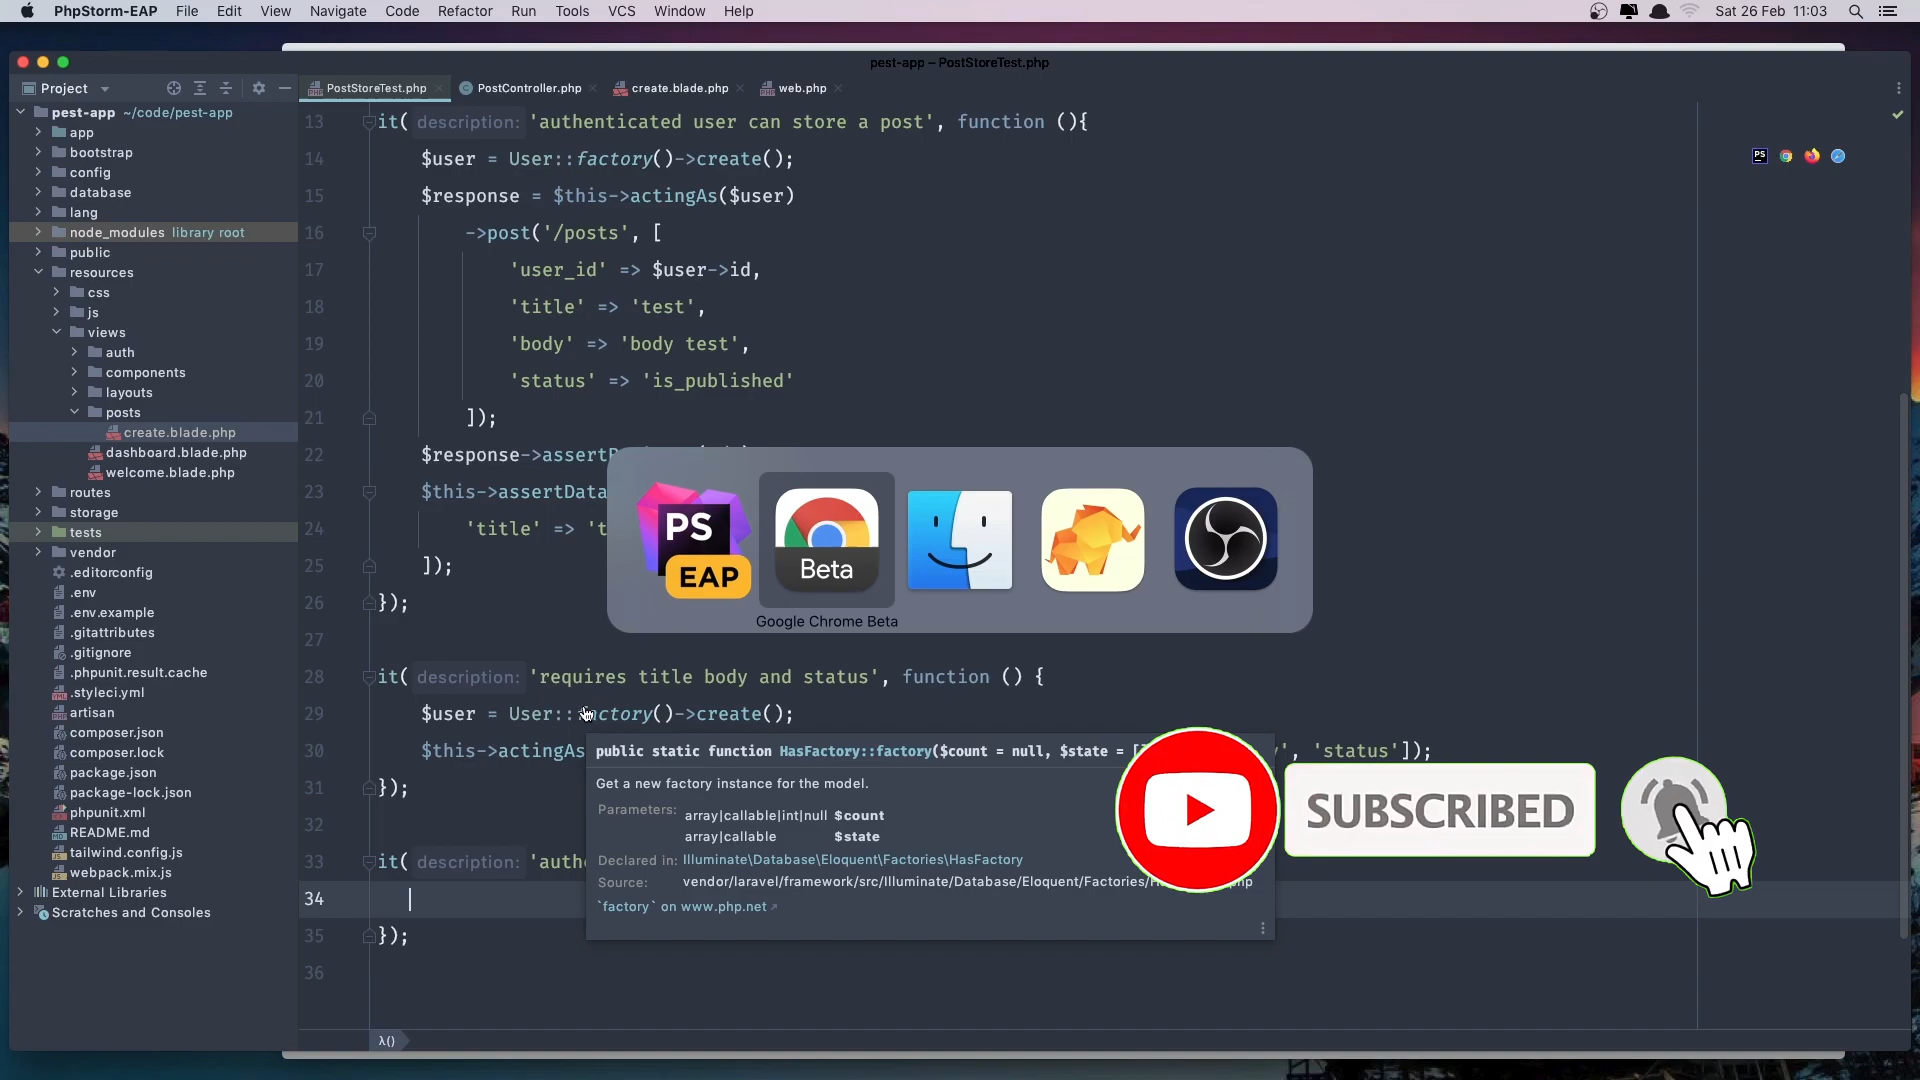 PhpStorm-EAP File Edit View Navigate Code Refactor Run Tools VCS Window Help Sat 26 Feb 11:03
pest-app – PostStoreTest.php
Project PostStoreTest.php PostController.php create.blade.php web.php
pest-app ~/code/pest-app
app
bootstrap
config
database
lang
node_modules library root
public
resources
css
js
views
auth
components
layouts
posts
create.blade.php
dashboard.blade.php
welcome.blade.php
routes
storage
tests
vendor
.editorconfig
.env
.env.example
.gitattributes
.gitignore
.phpunit.result.cache
.styleci.yml
artisan
composer.json
composer.lock
package.json
package-lock.json
phpunit.xml
README.md
tailwind.config.js
webpack.mix.js
External Libraries
Scratches and Consoles
13 it( description: 'authenticated user can store a post', function (){
14 $user = User::factory()->create();
15 $response = $this->actingAs($user)
16 ->post('/posts', [
17 'user_id' => $user->id,
18 'title' => 'test',
19 'body' => 'body test',
20 'status' => 'is_published'
21 ]);
22 $response->assert
23 $this->assertData
24 'title' => 't
25 ]);
26 });
27
28 it( description: 'requires title body and status', function () {
29 $user = User::factory()->create();
30 $this->actingAs ', 'status']);
31 });
32
33 it( description: 'authe
34
35 });
36
PS
EAP
Beta
Google Chrome Beta
public static function HasFactory::factory($count = null, $state = [
Get a new factory instance for the model.
Parameters: array|callable|int|null $count
array|callable $state
Declared in: Illuminate\Database\Eloquent\Factories\HasFactory
Source: vendor/laravel/framework/src/Illuminate/Database/Eloquent/Factories/
`factory` on www.php.net
SUBSCRIBED
PS
λ()